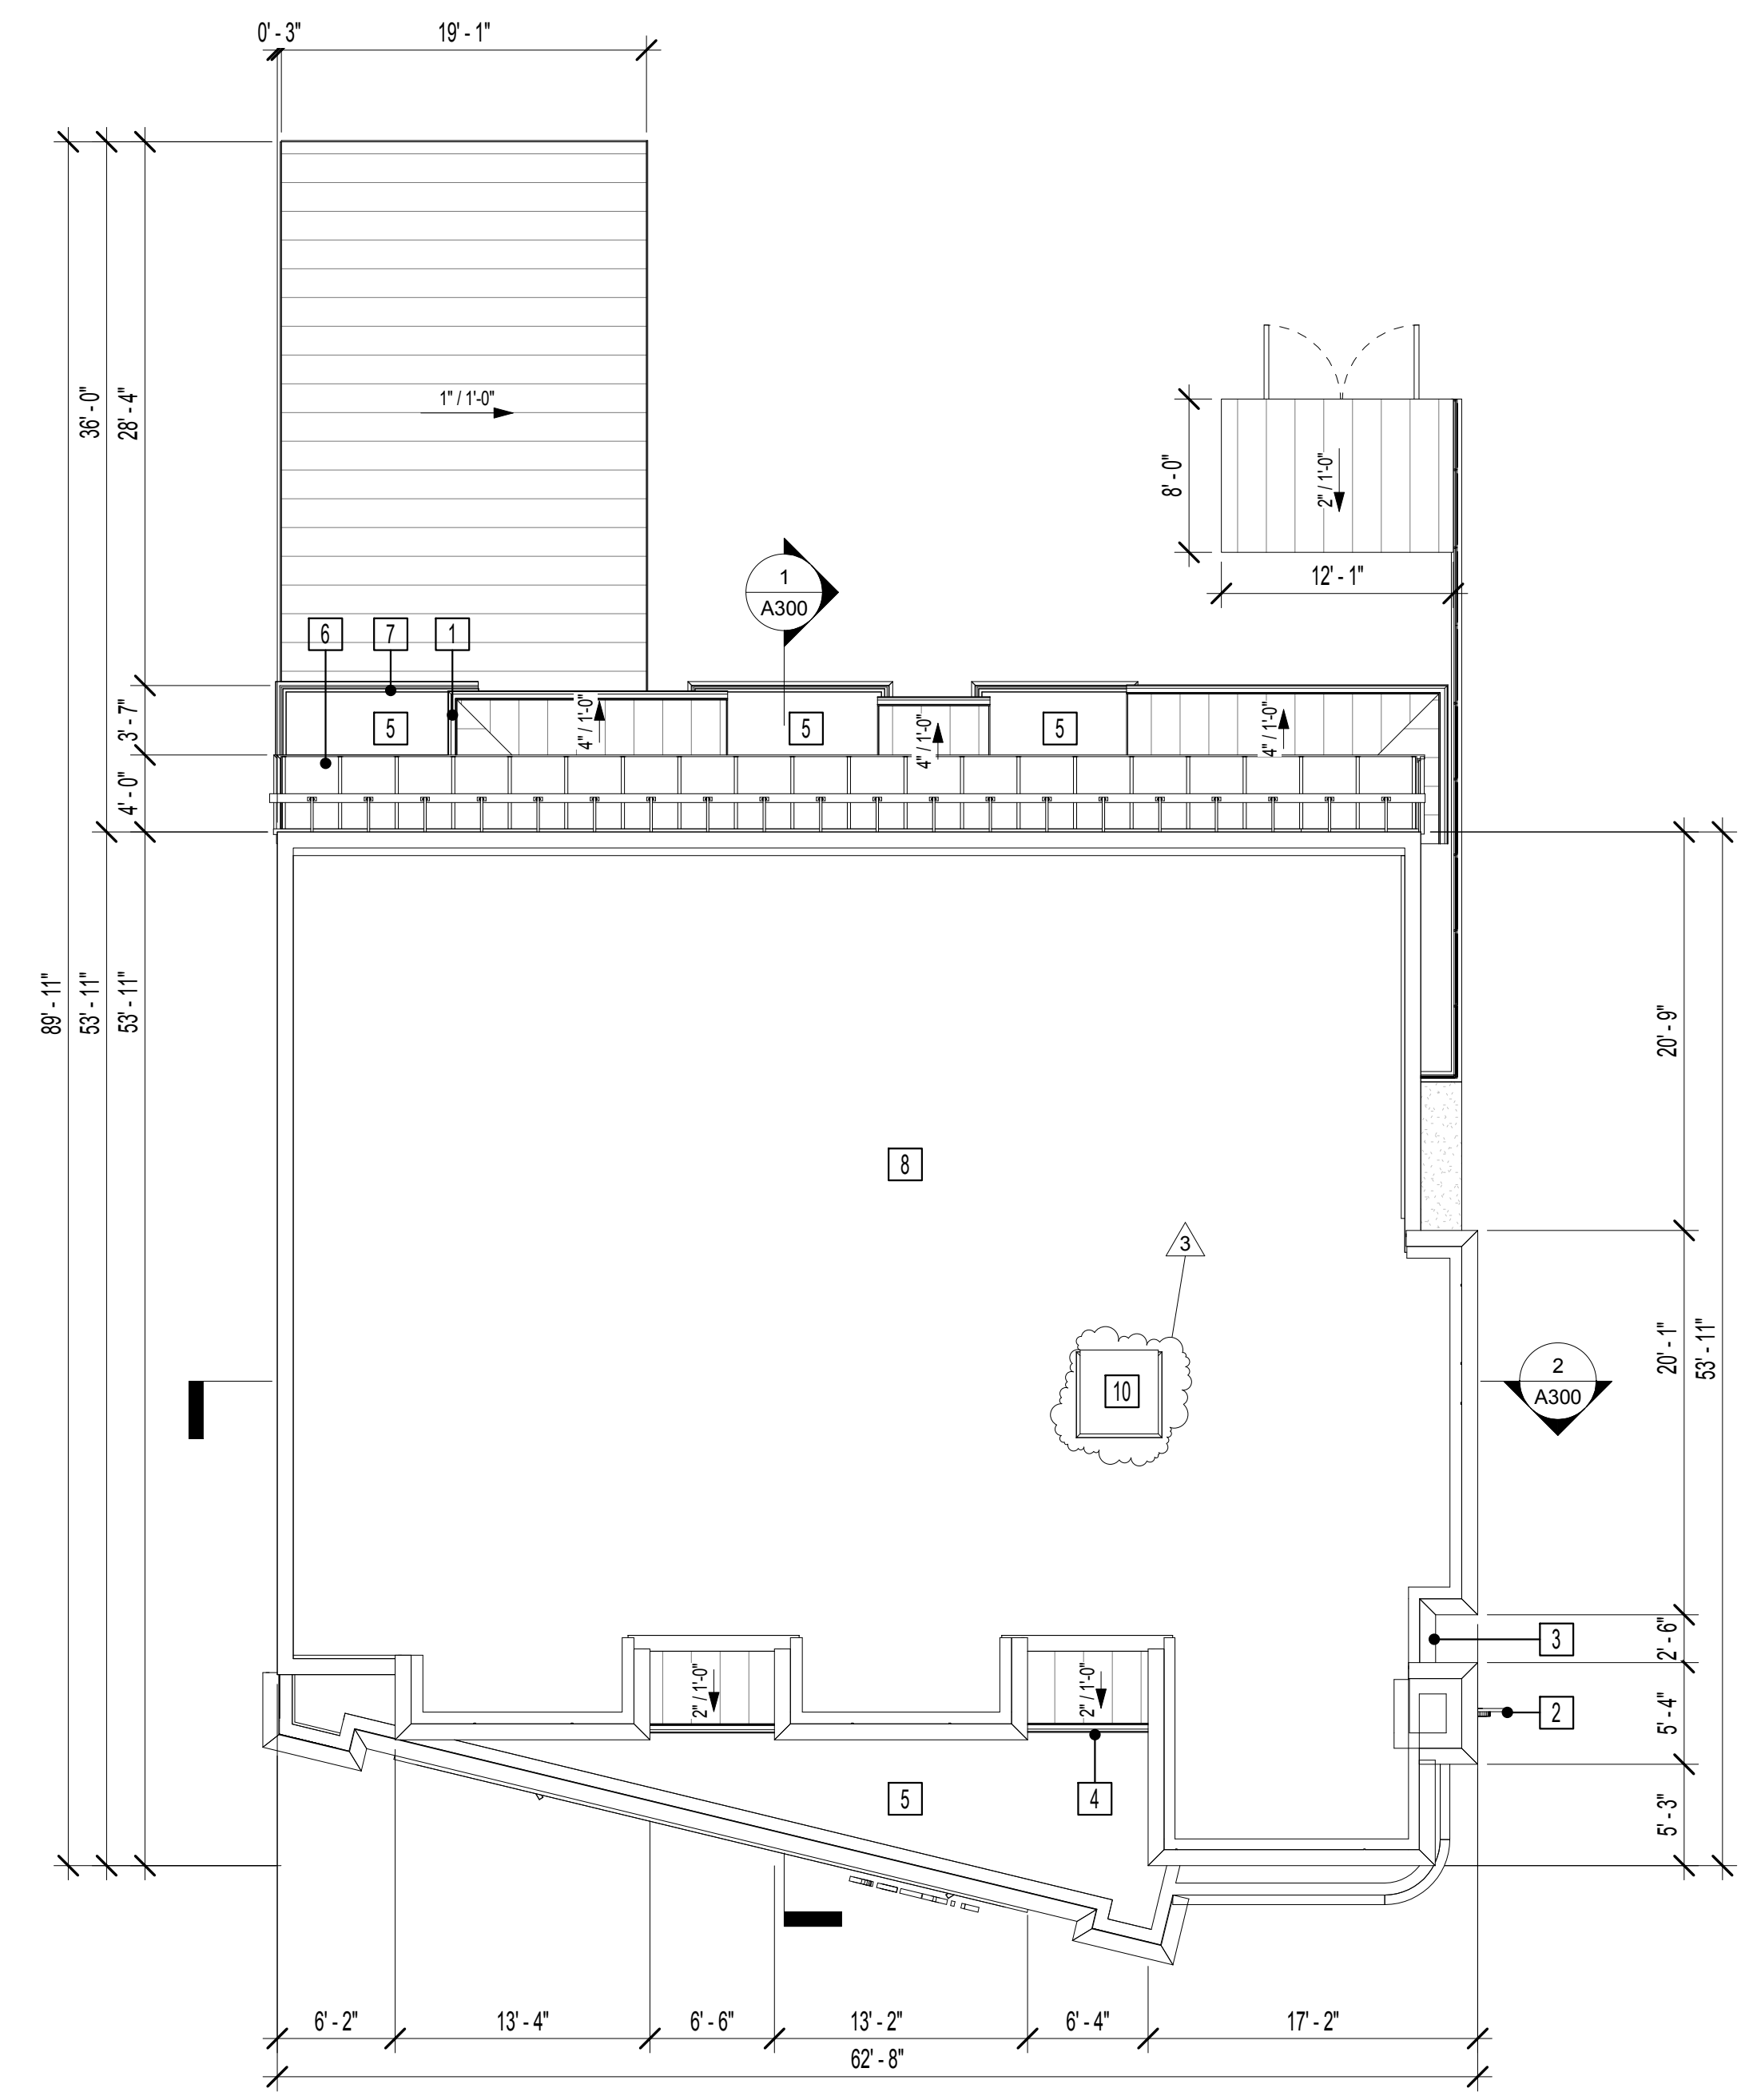 0' - 3"
19' - 1"
36' - 0"
28' - 4"
1" / 1'-0"
8' - 0"
2" / 1'-0"
12' - 1"
1
A300
6
7
1
3' - 7"
5
4" / 1'-0"
5
4" / 1'-0"
5
4" / 1'-0"
4' - 0"
89' - 11"
53' - 11"
53' - 11"
20' - 9"
8
3
10
20' - 1"
53' - 11"
2
A300
3
2' - 6"
2" / 1'-0"
2" / 1'-0"
2
5' - 4"
5
4
5' - 3"
6' - 2"
13' - 4"
6' - 6"
13' - 2"
6' - 4"
17' - 2"
62' - 8"